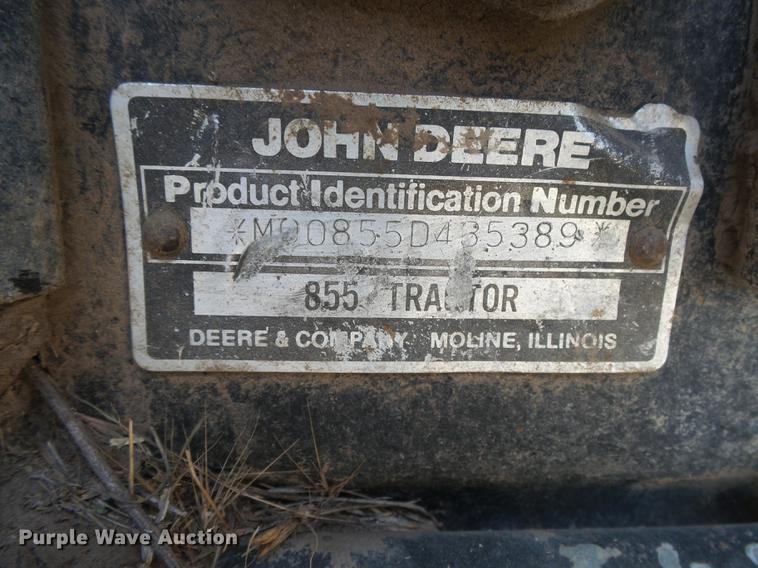 JOHN DEERE
Product Identification Number
*M00855D435389*
855 TRACTOR
DEERE & COMPANY MOLINE, ILLINOIS
Purple Wave Auction